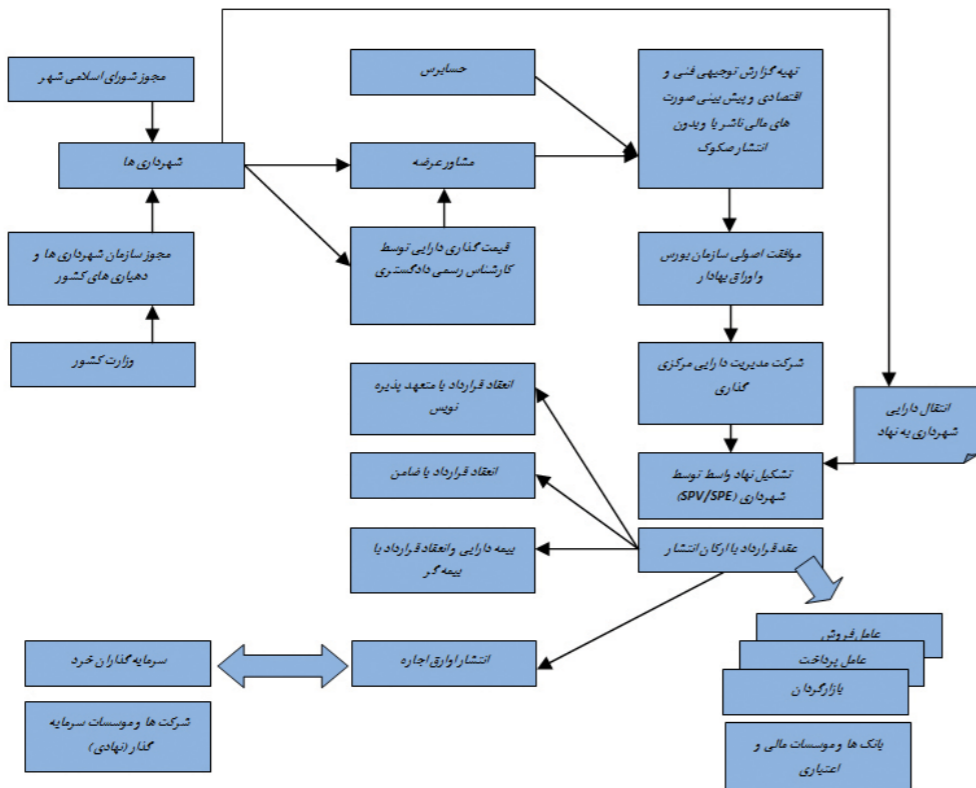 مجوز شورای اسلامی شهر
شهرداری ها
مجوز سازمان شهرداری ها و
دهیاری های کشور
وزارت کشور
حسابرس
مشاور عرضه
قیمت گذاری دارایی توسط
کارشناس رسمی دادگستری
تهیه گزارش توجیهی فنی و
اقتصادی و پیش بینی صورت
های مالی ناشر با و بدون
انتشار صکوک
موافقت اصولی سازمان بورس
و اوراق بهادار
شرکت مدیریت دارایی مرکزی
گذاری
انتقال دارایی
شهرداری به نهاد
تشکیل نهاد واسط توسط
شهرداری (SPV/SPE)
عقد قرارداد با ارکان انتشار
انعقاد قرارداد با متعهد پذیره
نویس
انعقاد قرارداد با ضامن
بیمه دارایی و انعقاد قرارداد با
بیمه گر
انتشار اوارق اجاره
سرمایه گذاران خرد
شرکت ها و موسسات سرمایه
گذار (نهادی)
عامل فروش
عامل پرداخت
بازارگردان
بانک ها و موسسات مالی و
اعتباری